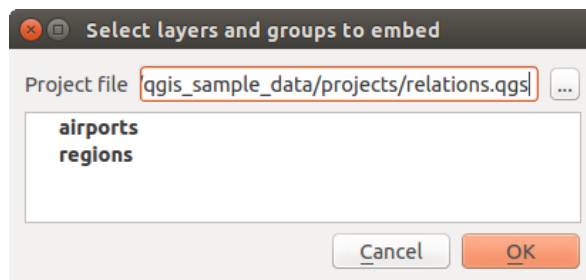 Select layers and groups to embed
Project file /qgis_sample_data/projects/relations.qgs ...
airports
regions
Cancel OK